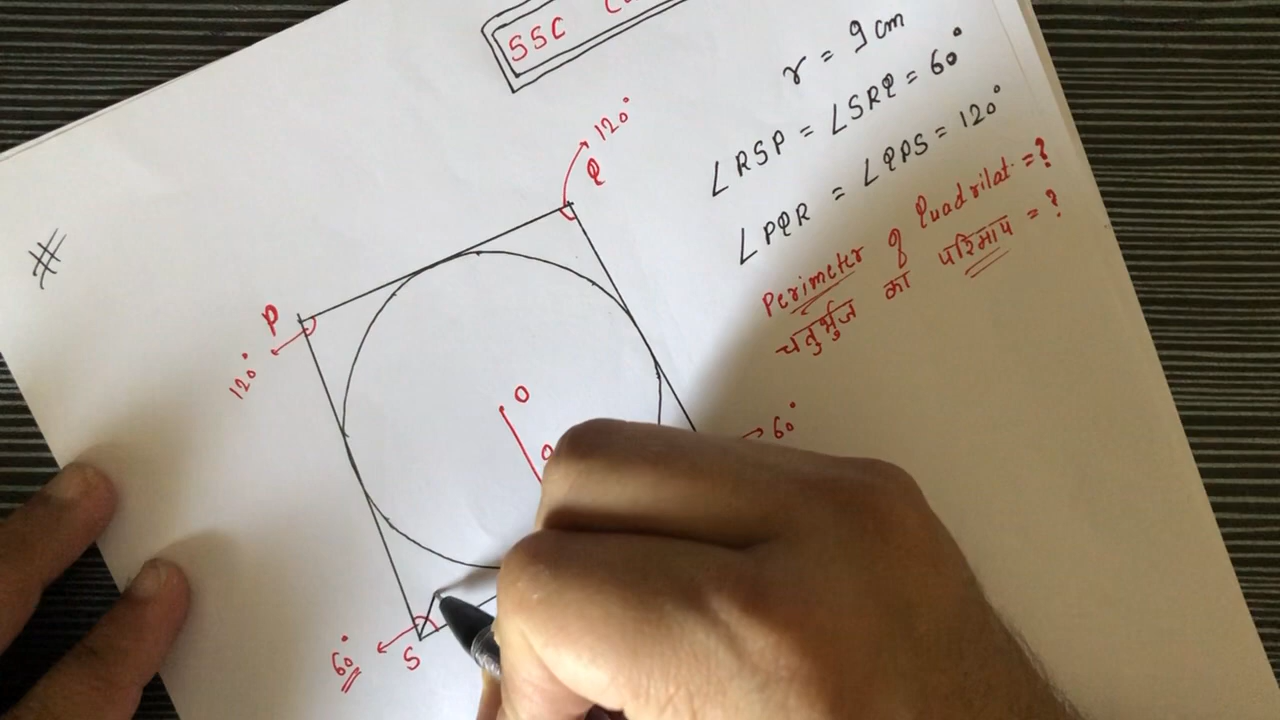 SSC
r = 9 cm
∠RSP = ∠SRQ = 60°
∠PQR = ∠QPS = 120°
Perimeter of Quadrilat. = ?
चतुर्भुज का परिमाप = ?
#
120°
Q
P
120°
O
60°
60°
S